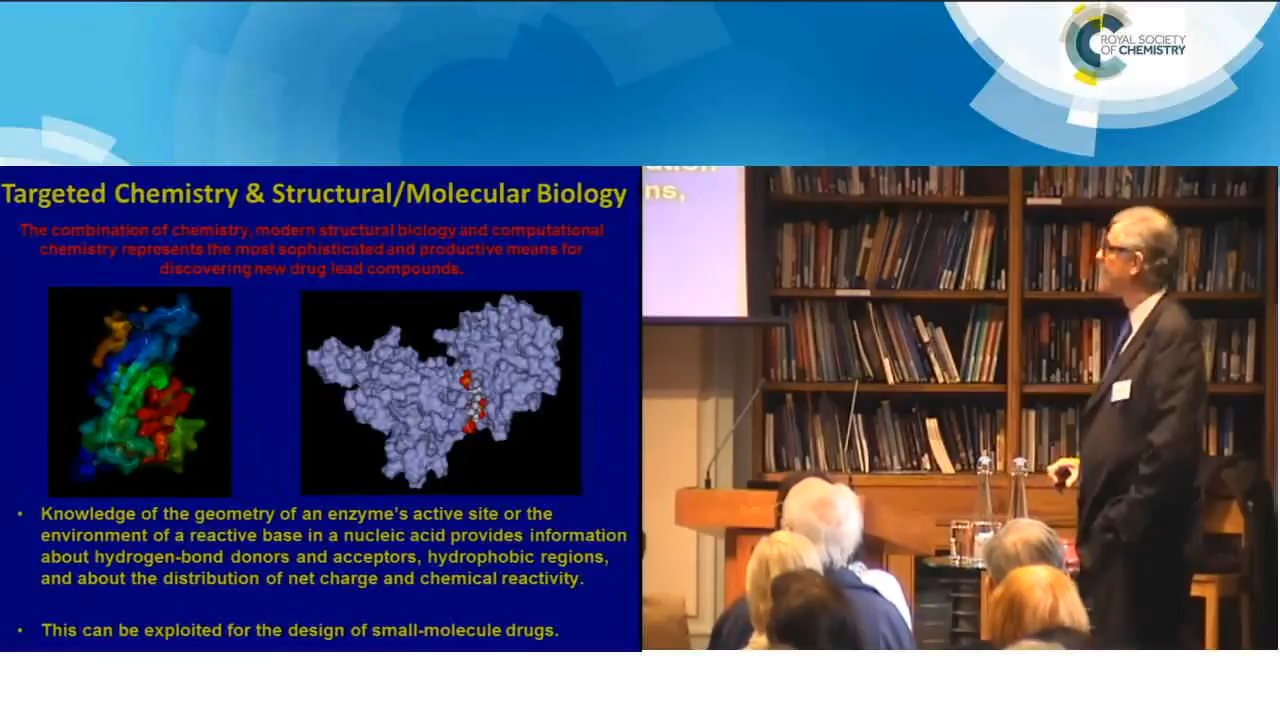 ROYAL SOCIETY
OF CHEMISTRY
Targeted Chemistry & Structural/Molecular Biology
The combination of chemistry, modern structural biology and computational
chemistry represents the most sophisticated and productive means for
discovering new drug lead compounds.
• Knowledge of the geometry of an enzyme's active site or the
environment of a reactive base in a nucleic acid provides information
about hydrogen-bond donors and acceptors, hydrophobic regions,
and about the distribution of net charge and chemical reactivity.
• This can be exploited for the design of small-molecule drugs.
ns,